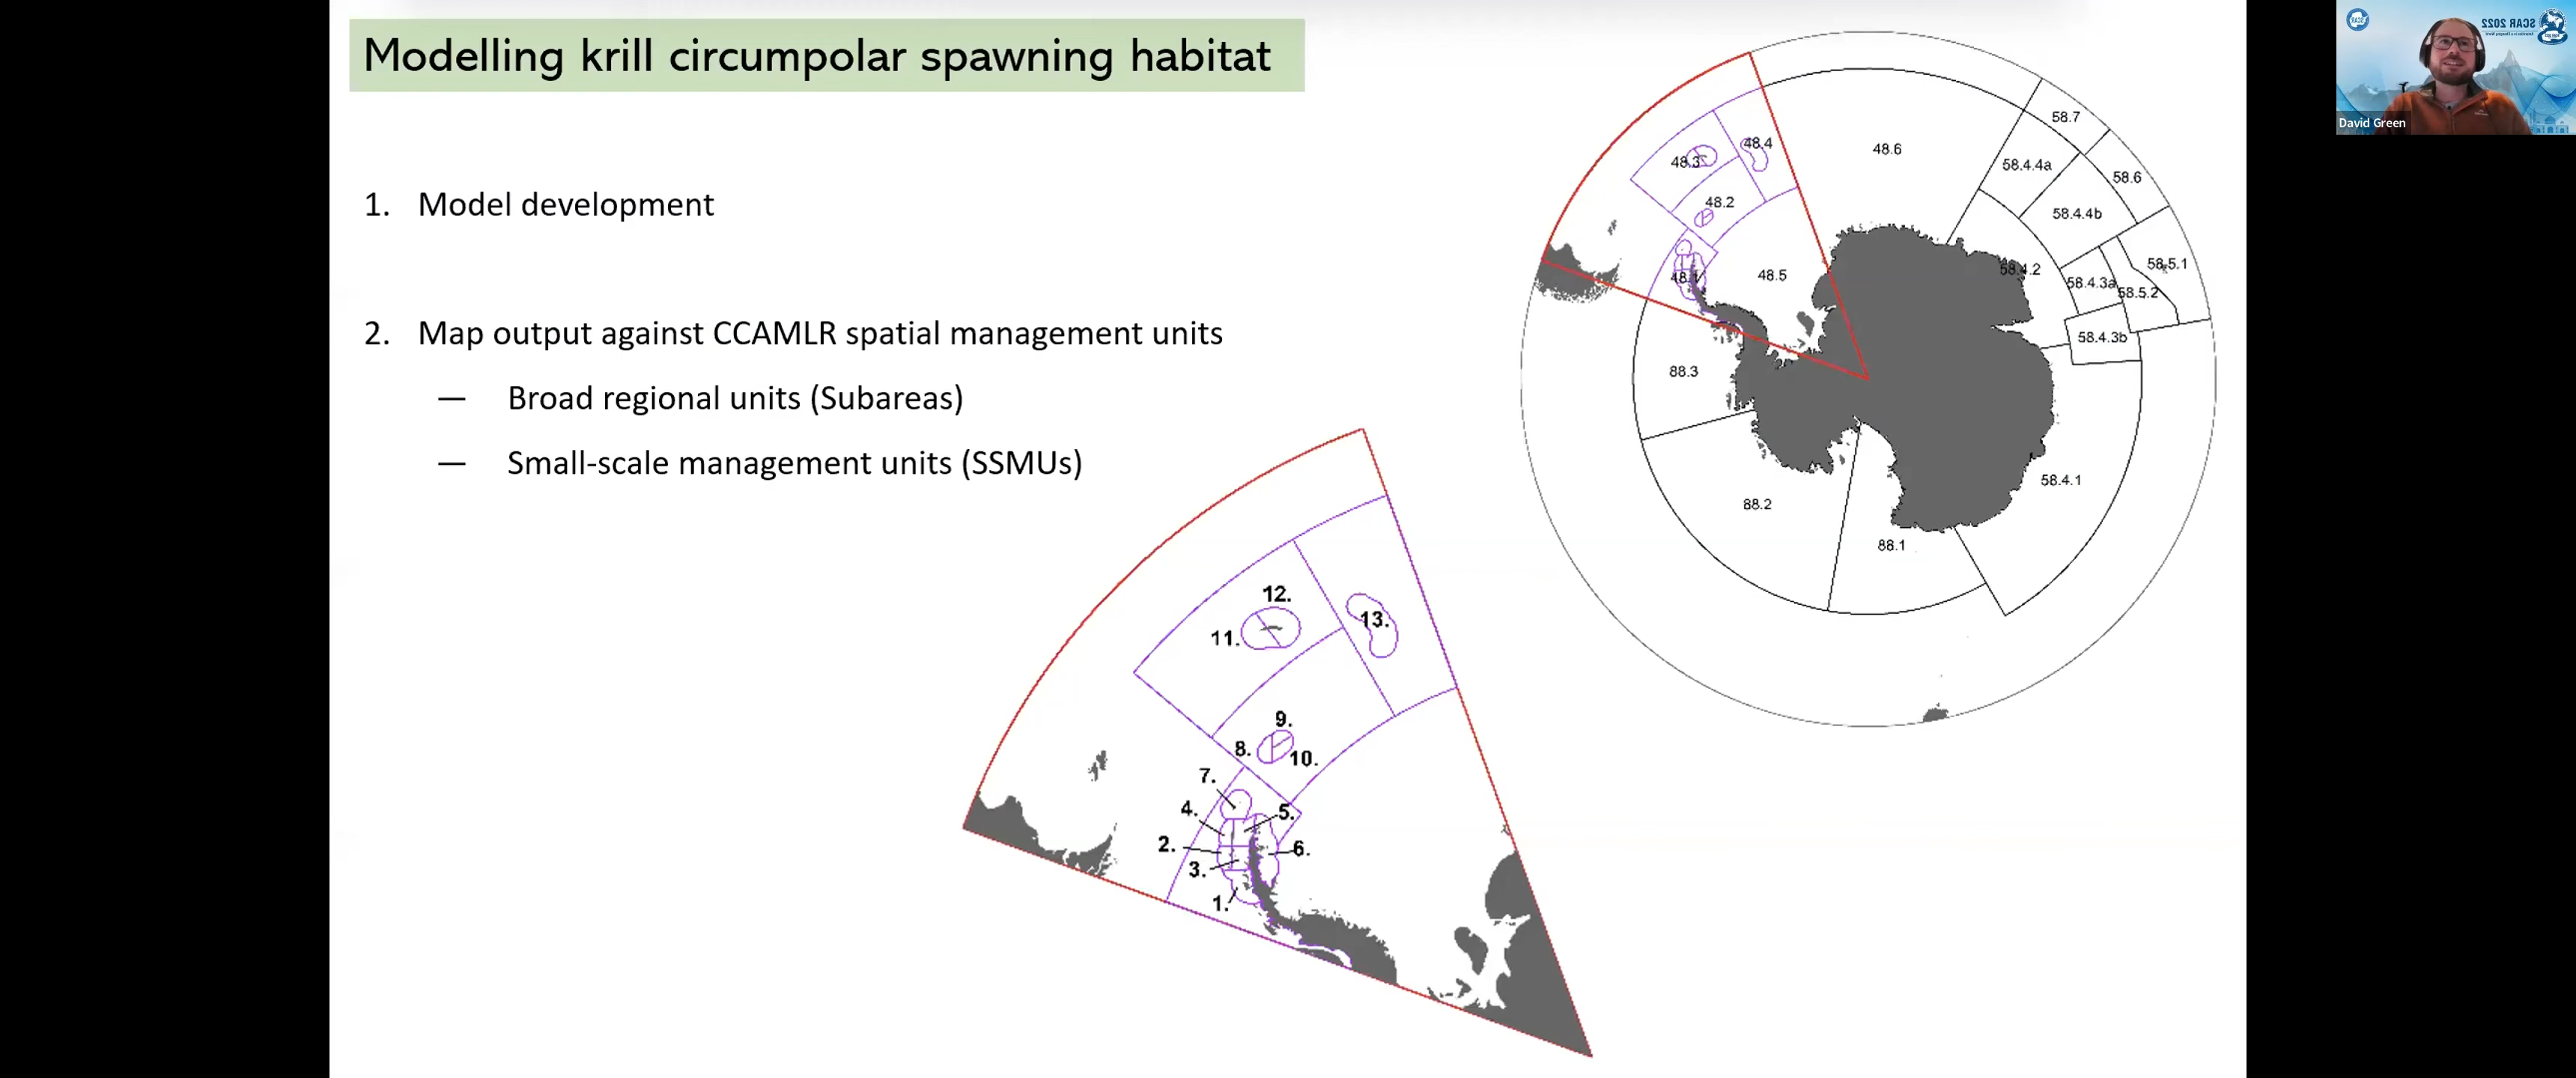 Modelling krill circumpolar spawning habitat
1. Model development
2. Map output against CCAMLR spatial management units
— Broad regional units (Subareas)
— Small-scale management units (SSMUs)
48.6
58.7
58.4.4a
58.6
58.4.4b
58.4.2
58.4.3a
58.5.1
58.5.2
58.4.3b
58.4.1
88.1
88.2
88.3
48.1
48.2
48.3
48.4
48.5
12.
11.
13.
9.
8.
10.
7.
4.
5.
2.
6.
3.
1.
SCAR 2022
David Green